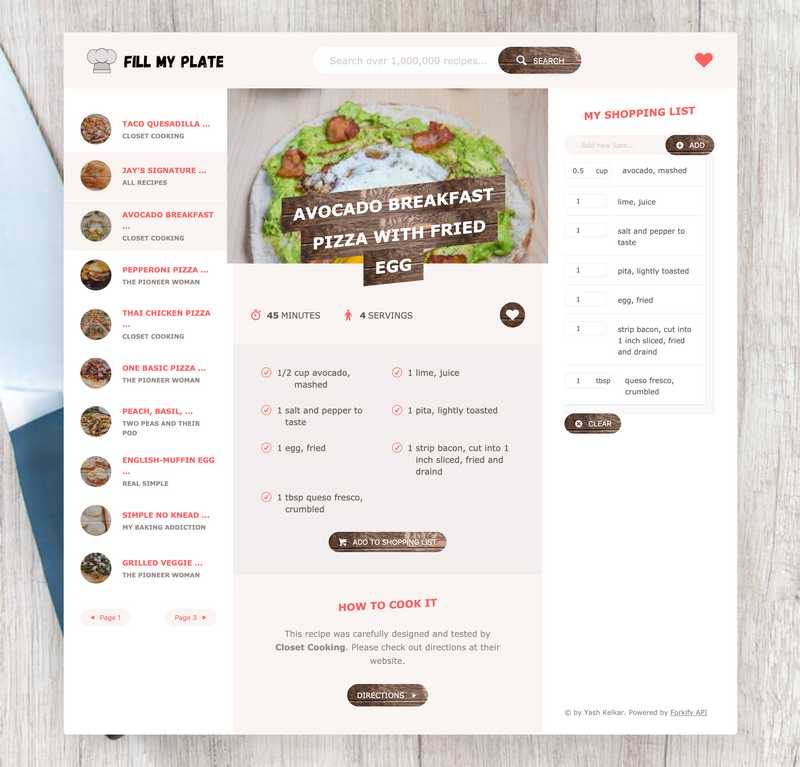 FILL MY PLATE
Search over 1,000,000 recipes...
SEARCH
TACO QUESADILLA ...
CLOSET COOKING
JAY'S SIGNATURE ...
ALL RECIPES
AVOCADO BREAKFAST
...
CLOSET COOKING
PEPPERONI PIZZA ...
THE PIONEER WOMAN
THAI CHICKEN PIZZA
...
CLOSET COOKING
ONE BASIC PIZZA ...
THE PIONEER WOMAN
PEACH, BASIL, ...
TWO PEAS AND THEIR
POD
ENGLISH-MUFFIN EGG
...
REAL SIMPLE
SIMPLE NO KNEAD ...
MY BAKING ADDICTION
GRILLED VEGGIE ...
THE PIONEER WOMAN
Page 1
Page 3
AVOCADO BREAKFAST
PIZZA WITH FRIED
EGG
45 MINUTES
4 SERVINGS
1/2 cup avocado,
mashed
1 lime, juice
1 salt and pepper to
taste
1 pita, lightly toasted
1 egg, fried
1 strip bacon, cut into 1
inch sliced, fried and
draind
1 tbsp queso fresco,
crumbled
ADD TO SHOPPING LIST
HOW TO COOK IT
This recipe was carefully designed and tested by
Closet Cooking. Please check out directions at their
website.
DIRECTIONS
MY SHOPPING LIST
Add new item...
ADD
0.5 cup avocado, mashed
1 lime, juice
1 salt and pepper to
taste
1 pita, lightly toasted
1 egg, fried
1 strip bacon, cut into
1 inch sliced, fried
and draind
1 tbsp queso fresco,
crumbled
CLEAR
© by Yash Kelkar. Powered by Forkify API